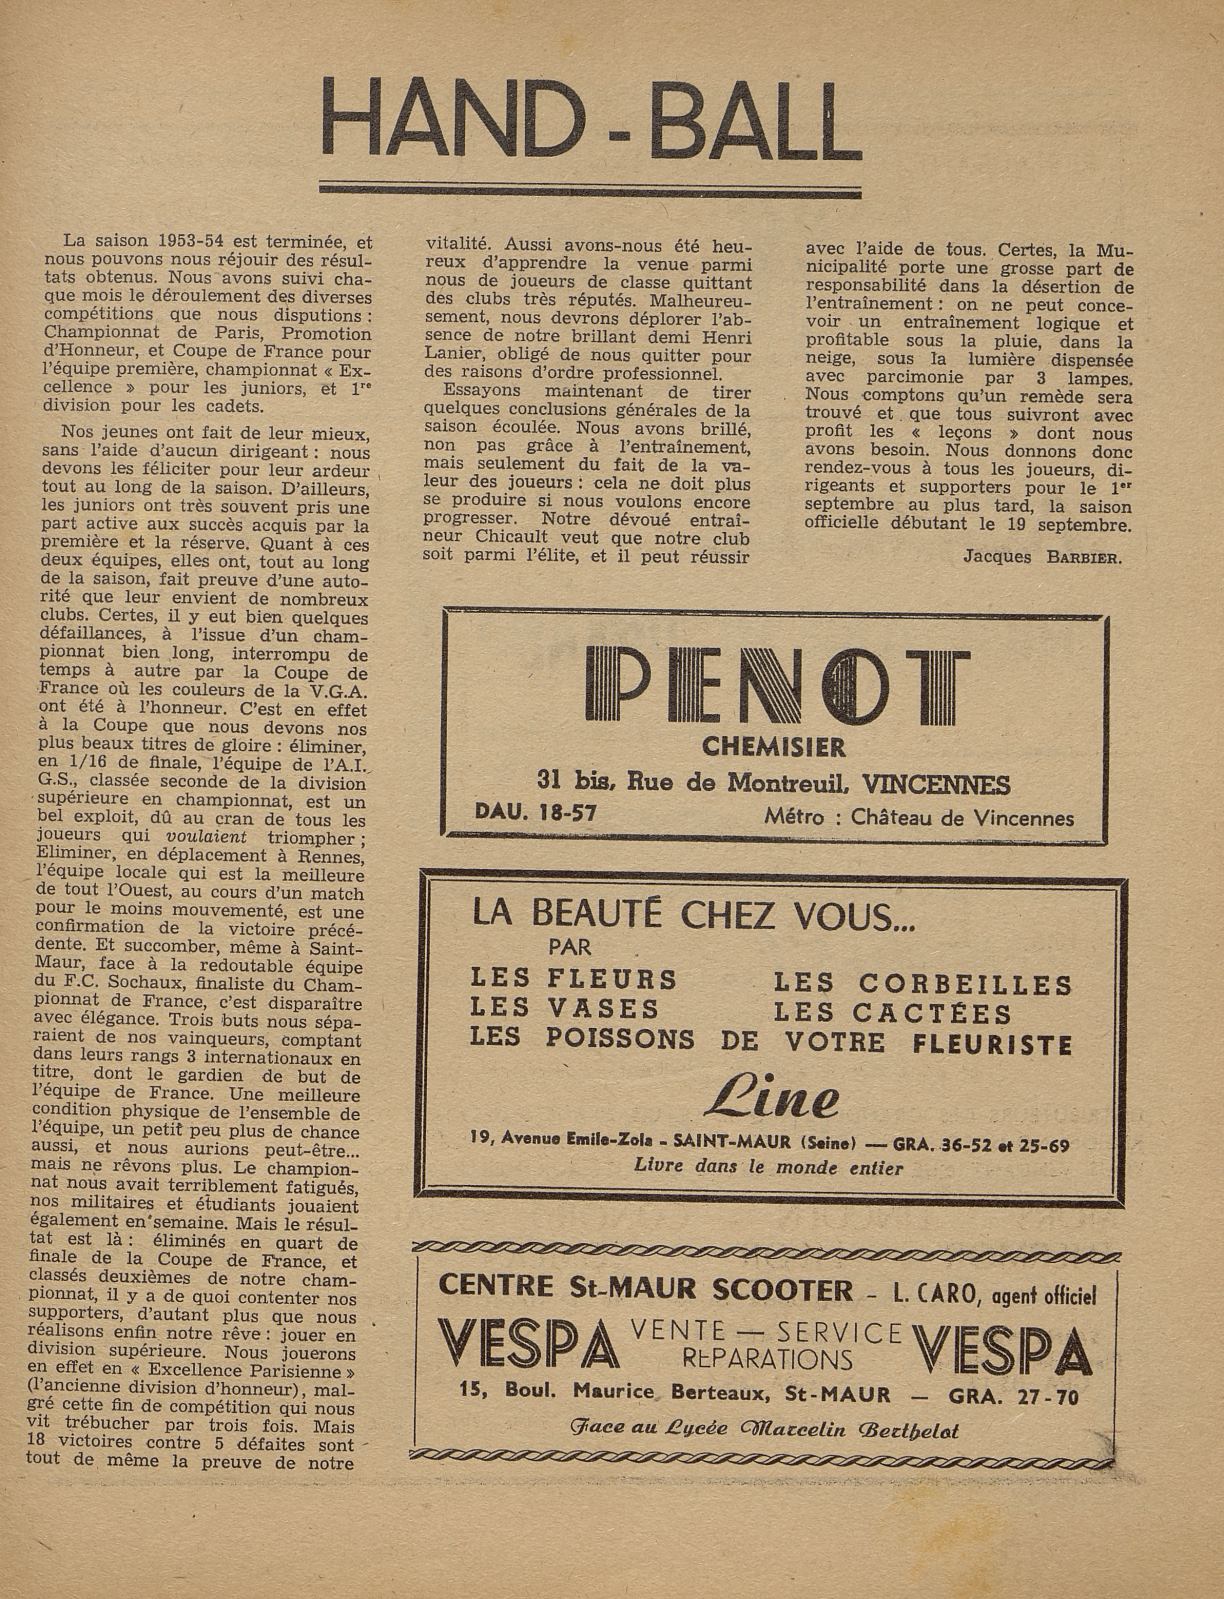 HAND - BALL
La saison 1953-54 est terminée, et
nous pouvons nous réjouir des résul-
tats obtenus. Nous avons suivi cha-
que mois le déroulement des diverses
compétitions que nous disputions :
Championnat de Paris, Promotion
d'Honneur, et Coupe de France pour
l'équipe première, championnat « Ex-
cellence » pour les juniors, et 1re
division pour les cadets.
Nos jeunes ont fait de leur mieux,
sans l'aide d'aucun dirigeant : nous
devons les féliciter pour leur ardeur
tout au long de la saison. D'ailleurs,
les juniors ont très souvent pris une
part active aux succès acquis par la
première et la réserve. Quant à ces
deux équipes, elles ont, tout au long
de la saison, fait preuve d'une auto-
rité que leur envient de nombreux
clubs. Certes, il y eut bien quelques
défaillances, à l'issue d'un cham-
pionnat bien long, interrompu de
temps à autre par la Coupe de
France où les couleurs de la V.G.A.
ont été à l'honneur. C'est en effet
à la Coupe que nous devons nos
plus beaux titres de gloire : éliminer,
en 1/16 de finale, l'équipe de l'A.I.
G.S., classée seconde de la division
supérieure en championnat, est un
bel exploit, dû au cran de tous les
joueurs qui voulaient triompher ;
Eliminer, en déplacement à Rennes,
l'équipe locale qui est la meilleure
de tout l'Ouest, au cours d'un match
pour le moins mouvementé, est une
confirmation de la victoire précé-
dente. Et succomber, même à Saint-
Maur, face à la redoutable équipe
du F.C. Sochaux, finaliste du Cham-
pionnat de France, c'est disparaître
avec élégance. Trois buts nous sépa-
raient de nos vainqueurs, comptant
dans leurs rangs 3 internationaux en
titre, dont le gardien de but de
l'équipe de France. Une meilleure
condition physique de l'ensemble de
l'équipe, un petit peu plus de chance
aussi, et nous aurions peut-être...
mais ne rêvons plus. Le champion-
nat nous avait terriblement fatigués,
nos militaires et étudiants jouaient
également en semaine. Mais le résul-
tat est là : éliminés en quart de
finale de la Coupe de France, et
classés deuxièmes de notre cham-
pionnat, il y a de quoi contenter nos
supporters, d'autant plus que nous
réalisons enfin notre rêve : jouer en
division supérieure. Nous jouerons
en effet en « Excellence Parisienne »
(l'ancienne division d'honneur), mal-
gré cette fin de compétition qui nous
vit trébucher par trois fois. Mais
18 victoires contre 5 défaites sont
tout de même la preuve de notre
vitalité. Aussi avons-nous été heu-
reux d'apprendre la venue parmi
nous de joueurs de classe quittant
des clubs très réputés. Malheureu-
sement, nous devrons déplorer l'ab-
sence de notre brillant demi Henri
Lanier, obligé de nous quitter pour
des raisons d'ordre professionnel.
Essayons maintenant de tirer
quelques conclusions générales de la
saison écoulée. Nous avons brillé,
non pas grâce à l'entraînement,
mais seulement du fait de la va-
leur des joueurs : cela ne doit plus
se produire si nous voulons encore
progresser. Notre dévoué entraî-
neur Chicault veut que notre club
soit parmi l'élite, et il peut réussir
avec l'aide de tous. Certes, la Mu-
nicipalité porte une grosse part de
responsabilité dans la désertion de
l'entraînement : on ne peut conce-
voir un entraînement logique et
profitable sous la pluie, dans la
neige, sous la lumière dispensée
avec parcimonie par 3 lampes.
Nous comptons qu'un remède sera
trouvé et que tous suivront avec
profit les « leçons » dont nous
avons besoin. Nous donnons donc
rendez-vous à tous les joueurs, di-
rigeants et supporters pour le 1er
septembre au plus tard, la saison
officielle débutant le 19 septembre.
Jacques BARBIER.
PENOT
CHEMISIER
31 bis, Rue de Montreuil, VINCENNES
DAU. 18-57 Métro : Château de Vincennes
LA BEAUTÉ CHEZ VOUS...
PAR
LES FLEURS LES CORBEILLES
LES VASES LES CACTÉES
LES POISSONS DE VOTRE FLEURISTE
Line
19, Avenue Emile-Zola - SAINT-MAUR (Seine) — GRA. 36-52 et 25-69
Livre dans le monde entier
CENTRE St-MAUR SCOOTER - L. CARO, agent officiel
VESPA VENTE — SERVICE VESPA
RÉPARATIONS
15, Boul. Maurice Berteaux, St-MAUR — GRA. 27-70
Face au Lycée Marcelin Berthelot